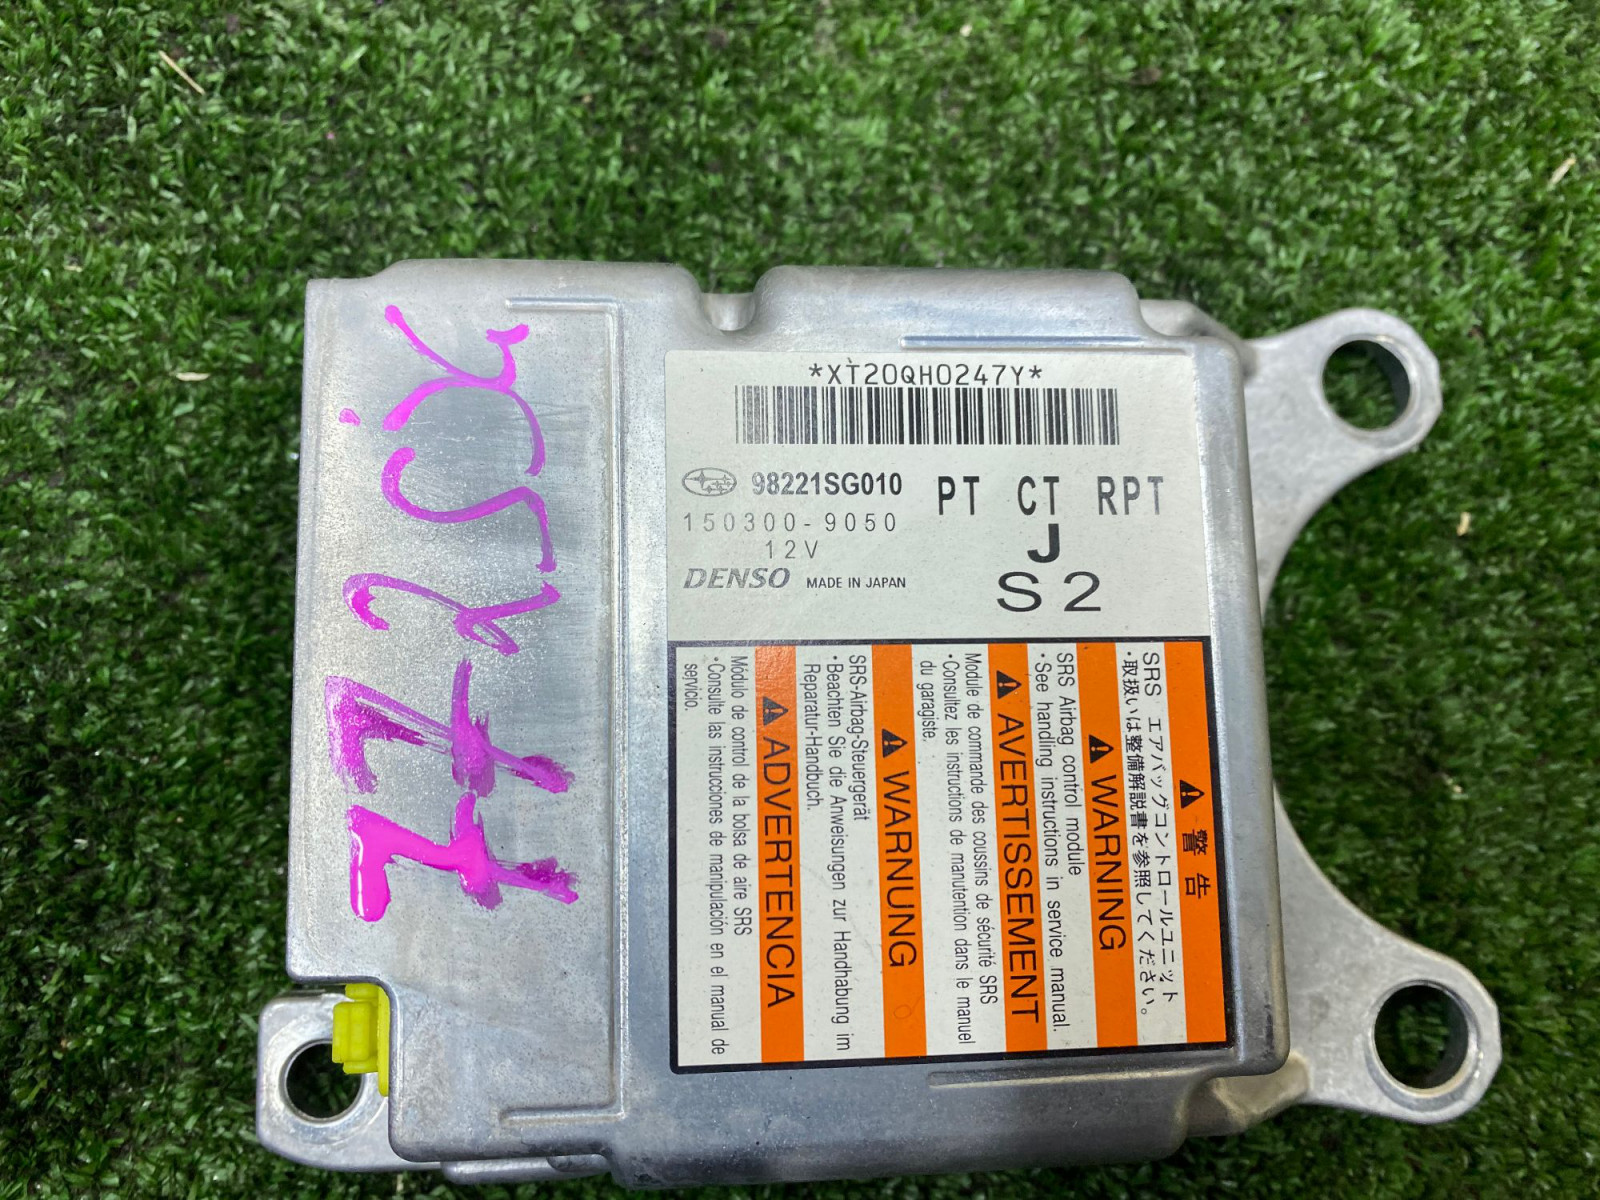 *XT20QH0247Y*
98221SG010
PT CT RPT
150300-9050
J
12V
S2
DENSO MADE IN JAPAN
警告
SRS エアバッグコントロールユニット
・取扱いは整備解説書を参照してください。
WARNING
SRS Airbag control module
・See handling instructions in service manual.
AVERTISSEMENT
Module de commande des coussins de sécurité SRS
・Consultez les instructions de manutention dans le manuel
du garagiste.
WARNUNG
SRS-Airbag-Steuergerät
・Beachten Sie die Anweisungen zur Handhabung im
Reparatur-Handbuch.
ADVERTENCIA
Módulo de control de la bolsa de aire SRS
・Consulte las instrucciones de manipulación en el manual de
servicio.